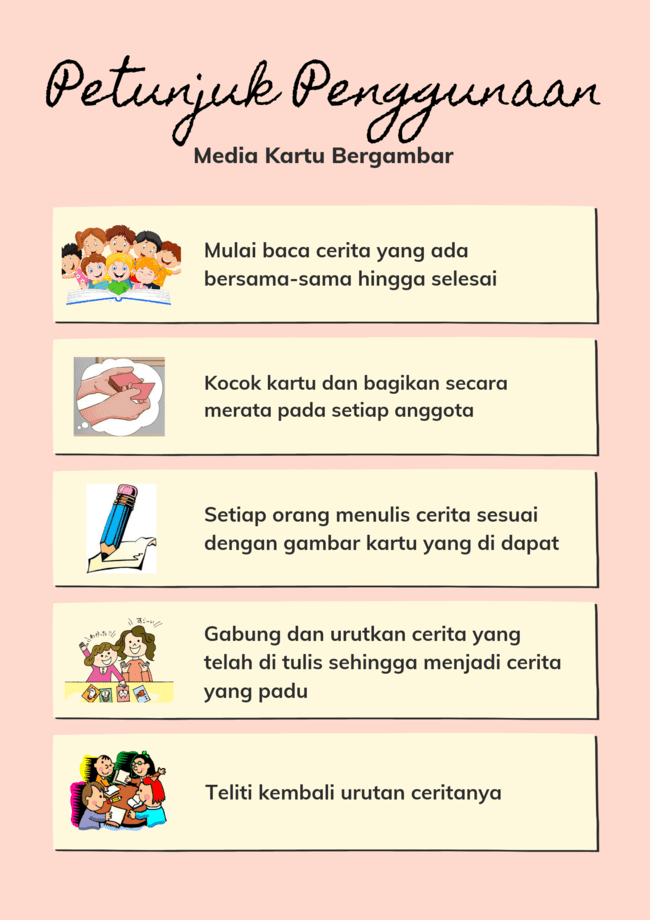 Petunjuk Penggunaan
Media Kartu Bergambar
Mulai baca cerita yang ada
bersama-sama hingga selesai
Kocok kartu dan bagikan secara
merata pada setiap anggota
Setiap orang menulis cerita sesuai
dengan gambar kartu yang di dapat
Gabung dan urutkan cerita yang
telah di tulis sehingga menjadi cerita
yang padu
Teliti kembali urutan ceritanya